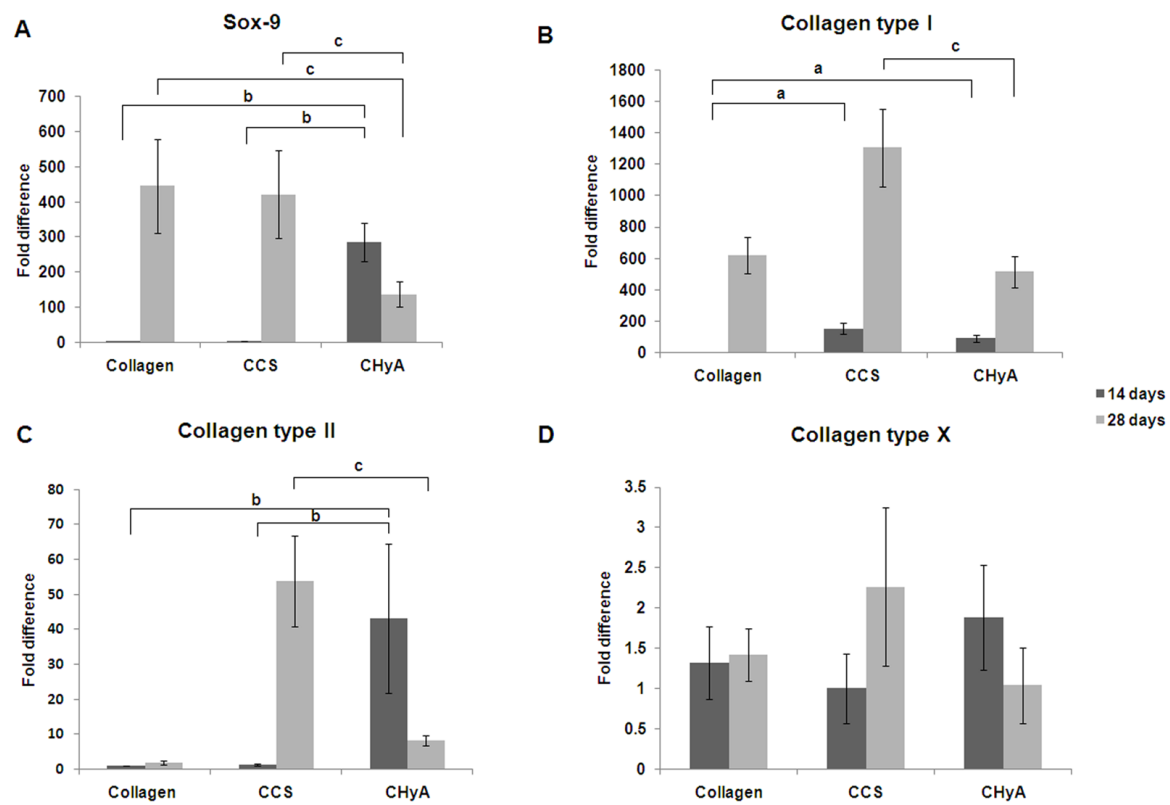 A
Sox-9
c
c
b
b
Fold difference
700
600
500
400
300
200
100
0
Collagen
CCS
CHyA
B
Collagen type I
c
a
a
Fold difference
1800
1600
1400
1200
1000
800
600
400
200
0
Collagen
CCS
CHyA
14 days
28 days
C
Collagen type II
c
b
b
Fold difference
80
70
60
50
40
30
20
10
0
Collagen
CCS
CHyA
D
Collagen type X
Fold difference
3.5
3
2.5
2
1.5
1
0.5
0
Collagen
CCS
CHyA